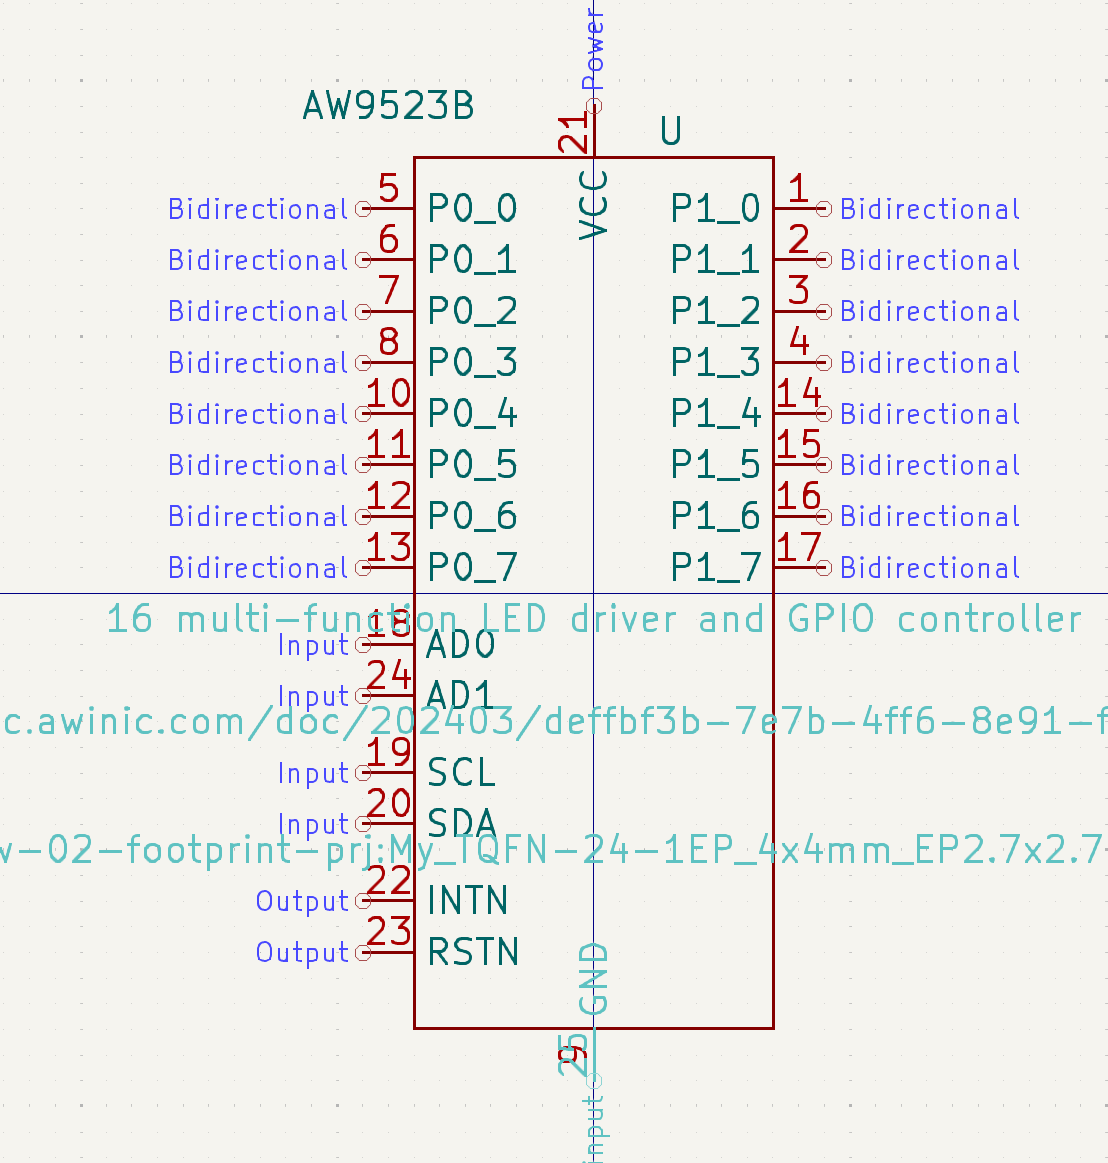 Power
AW9523B
21
U
VCC
Bidirectional 5 P0_0 P1_0 1 Bidirectional
Bidirectional 6 P0_1 P1_1 2 Bidirectional
Bidirectional 7 P0_2 P1_2 3 Bidirectional
Bidirectional 8 P0_3 P1_3 4 Bidirectional
Bidirectional 10 P0_4 P1_4 14 Bidirectional
Bidirectional 11 P0_5 P1_5 15 Bidirectional
Bidirectional 12 P0_6 P1_6 16 Bidirectional
Bidirectional 13 P0_7 P1_7 17 Bidirectional
16 multi-function LED driver and GPIO controller
Input 18 AD0
Input 24 AD1
c.awinic.com/doc/202403/deffbf3b-7e7b-4ff6-8e91-f
Input 19 SCL
Input 20 SDA
w-02-footprint-prj:My_TQFN-24-1EP_4x4mm_EP2.7x2.7
Output 22 INTN
Output 23 RSTN
GND
25
9
input